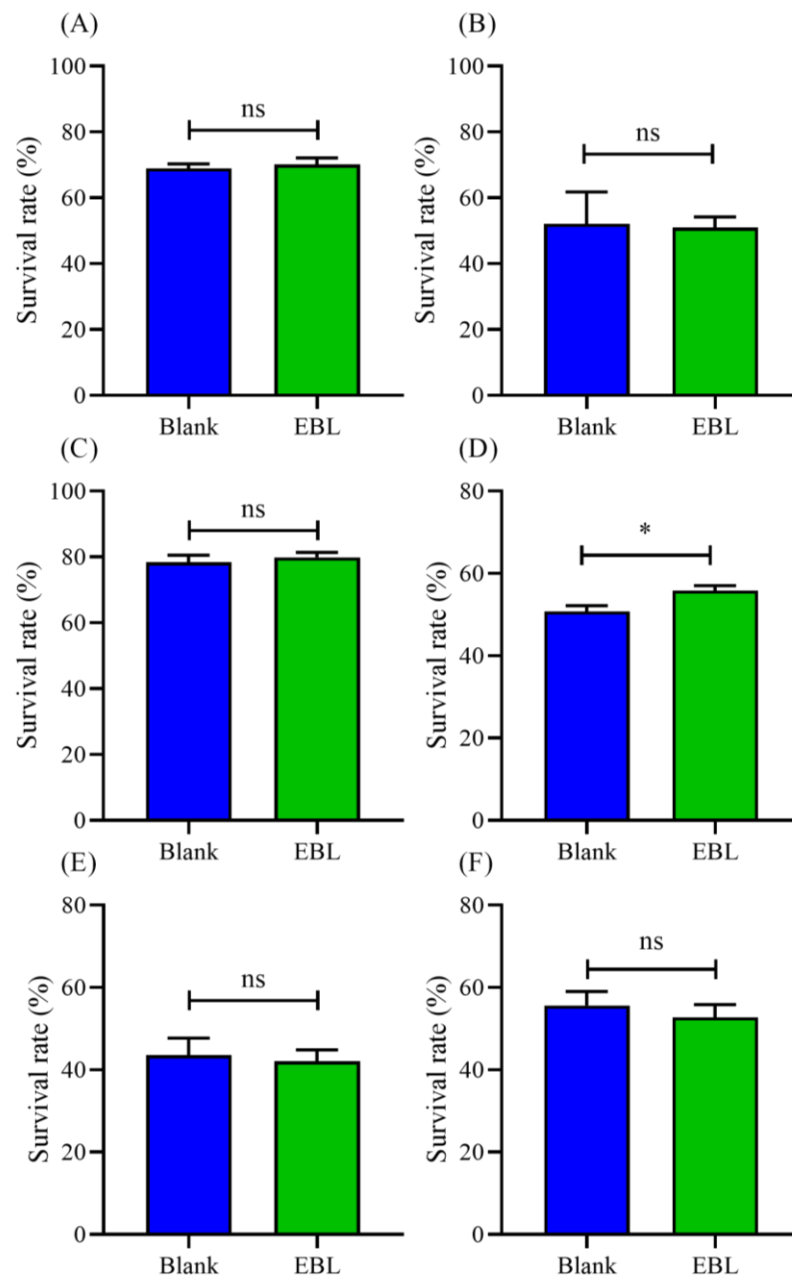 (A)
(B)
100
80
60
40
20
0
Survival rate (%)
ns
Blank
EBL
100
80
60
40
20
0
Survival rate (%)
ns
Blank
EBL
(C)
(D)
100
80
60
40
20
0
Survival rate (%)
ns
Blank
EBL
80
60
40
20
0
Survival rate (%)
*
Blank
EBL
(E)
(F)
80
60
40
20
0
Survival rate (%)
ns
Blank
EBL
80
60
40
20
0
Survival rate (%)
ns
Blank
EBL